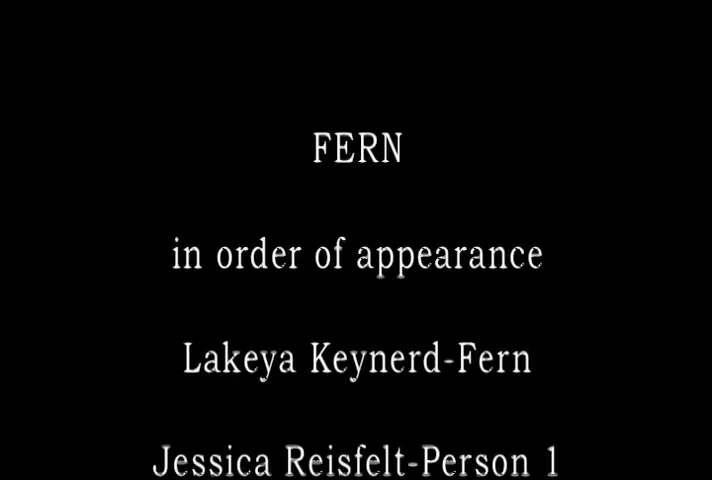 FERN
in order of appearance
Lakeya Keynerd-Fern
Jessica Reisfelt-Person 1